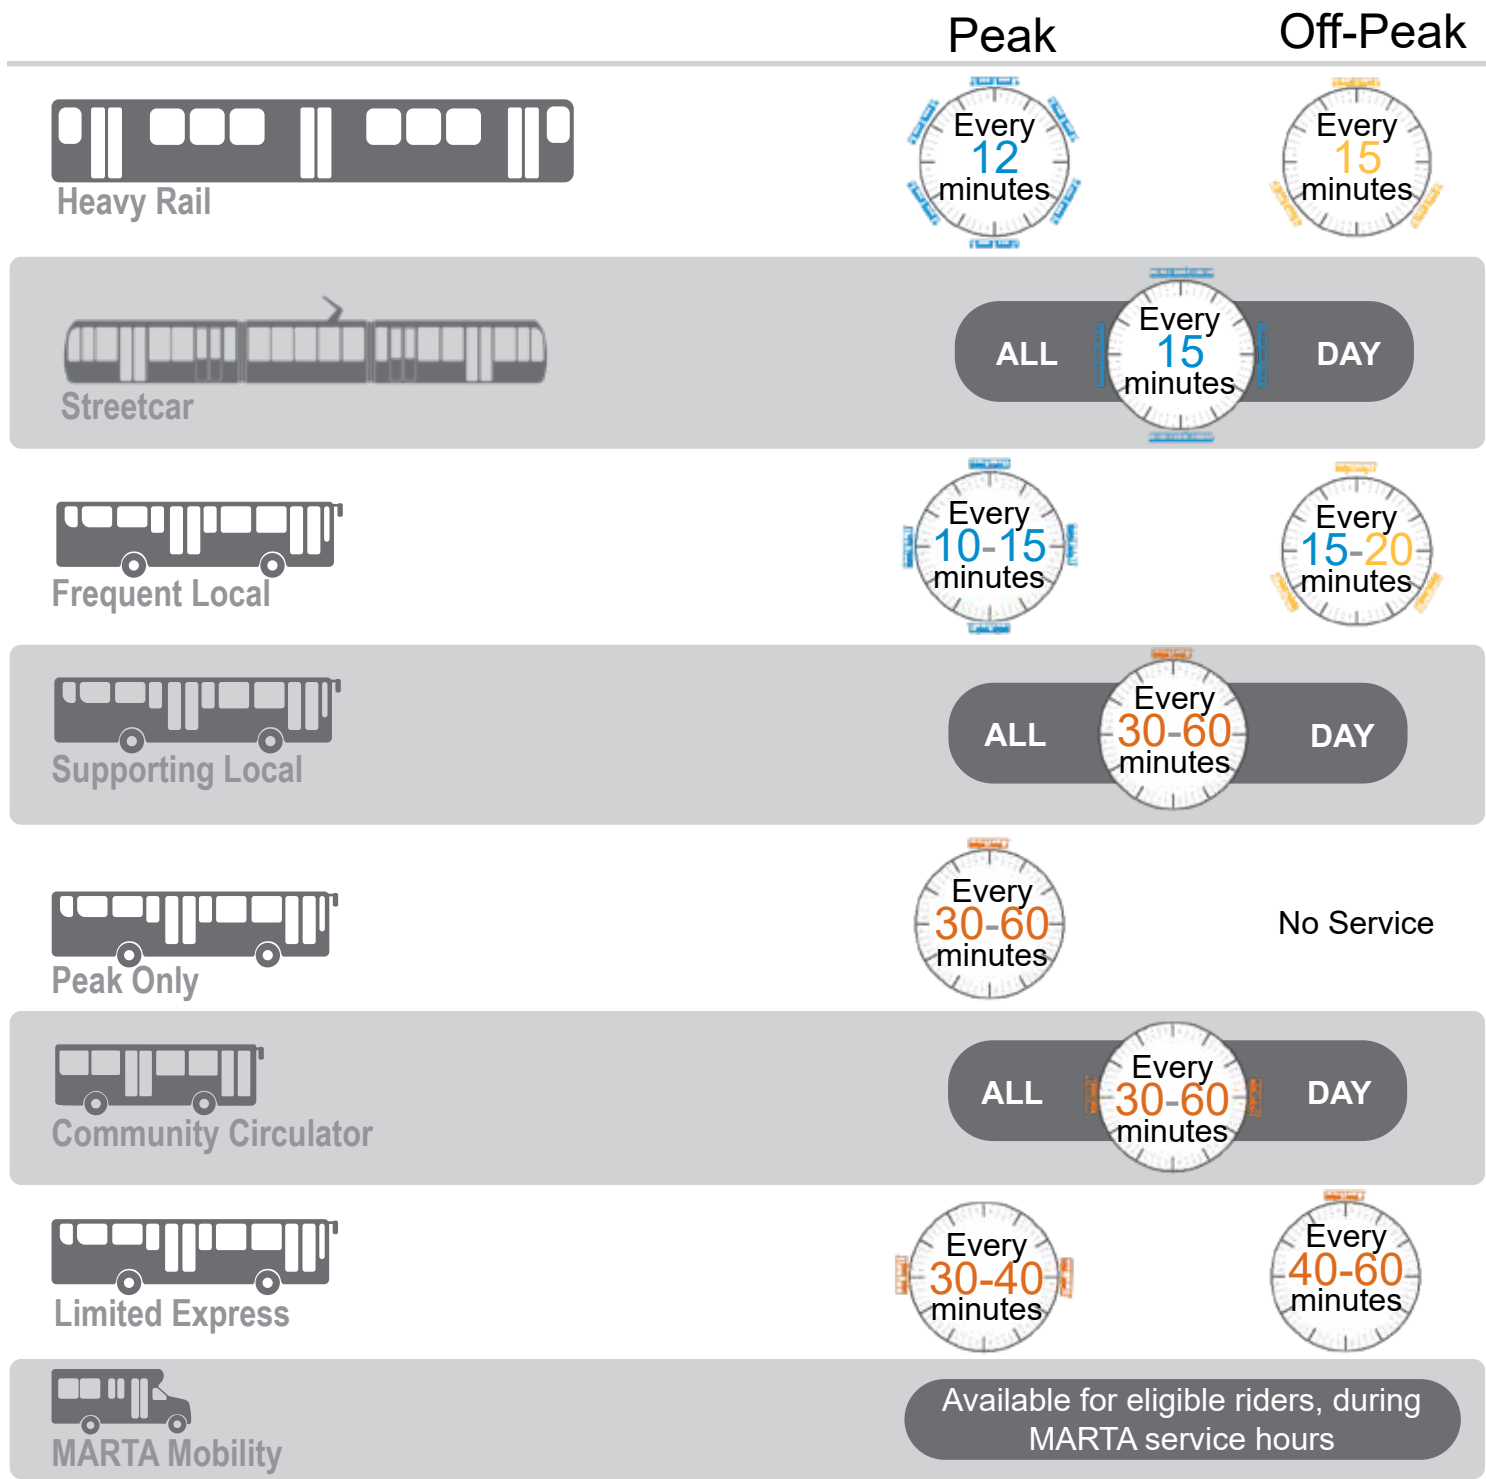 Peak
Off-Peak
Every
12
minutes
Every
15
minutes
Heavy Rail
ALL
Every
15
minutes
DAY
Streetcar
Every
10-15
minutes
Every
15-20
minutes
Frequent Local
ALL
Every
30-60
minutes
DAY
Supporting Local
Every
30-60
minutes
No Service
Peak Only
ALL
Every
30-60
minutes
DAY
Community Circulator
Every
30-40
minutes
Every
40-60
minutes
Limited Express
Available for eligible riders, during
MARTA service hours
MARTA Mobility